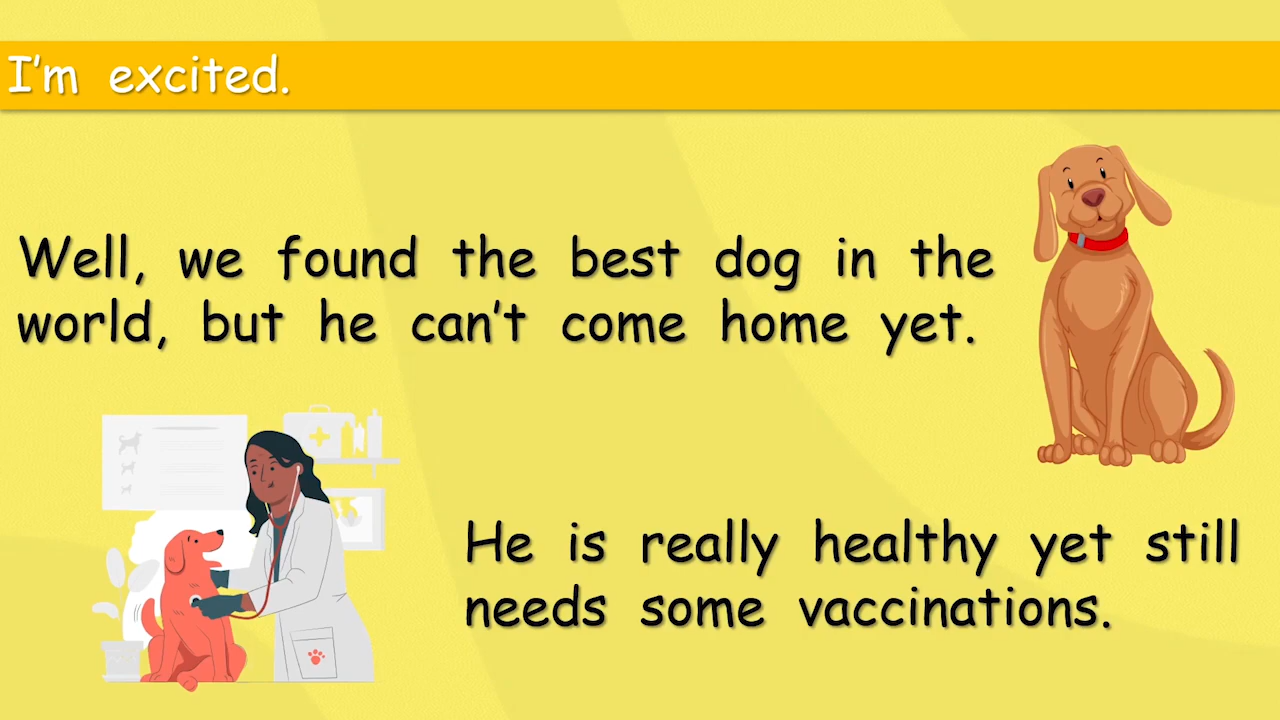 I'm excited.
Well, we found the best dog in the
world, but he can't come home yet.
He is really healthy yet still
needs some vaccinations.